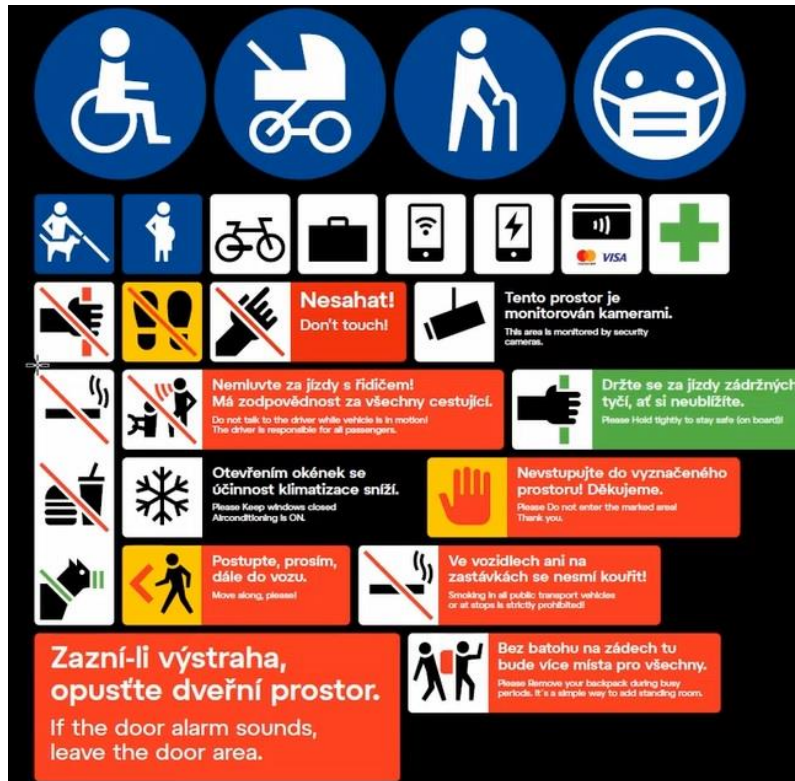 VISA
Nesahat!
Don't touch!
Tento prostor je
monitorován kamerami.
This area is monitored by security
cameras.
Nemluvte za jízdy s řidičem!
Má zodpovědnost za všechny cestující.
Do not talk to the driver while vehicle is in motion!
The driver is responsible for all passengers.
Držte se za jízdy zádržných
tyčí, ať si neublížíte.
Please Hold tightly to stay safe (on board)!
Otevřením okének se
účinnost klimatizace sníží.
Please Keep windows closed
Airconditioning is ON.
Nevstupujte do vyznačeného
prostoru! Děkujeme.
Please Do not enter the marked area!
Thank you.
Postupte, prosím,
dále do vozu.
Move along, please!
Ve vozidlech ani na
zastávkách se nesmí kouřit!
Smoking in all public transport vehicles
or at stops is strictly prohibited!
Zazní-li výstraha,
opusťte dveřní prostor.
If the door alarm sounds,
leave the door area.
Bez batohu na zádech tu
bude více místa pro všechny.
Please Remove your backpack during busy
periods. It's a simple way to add standing room.